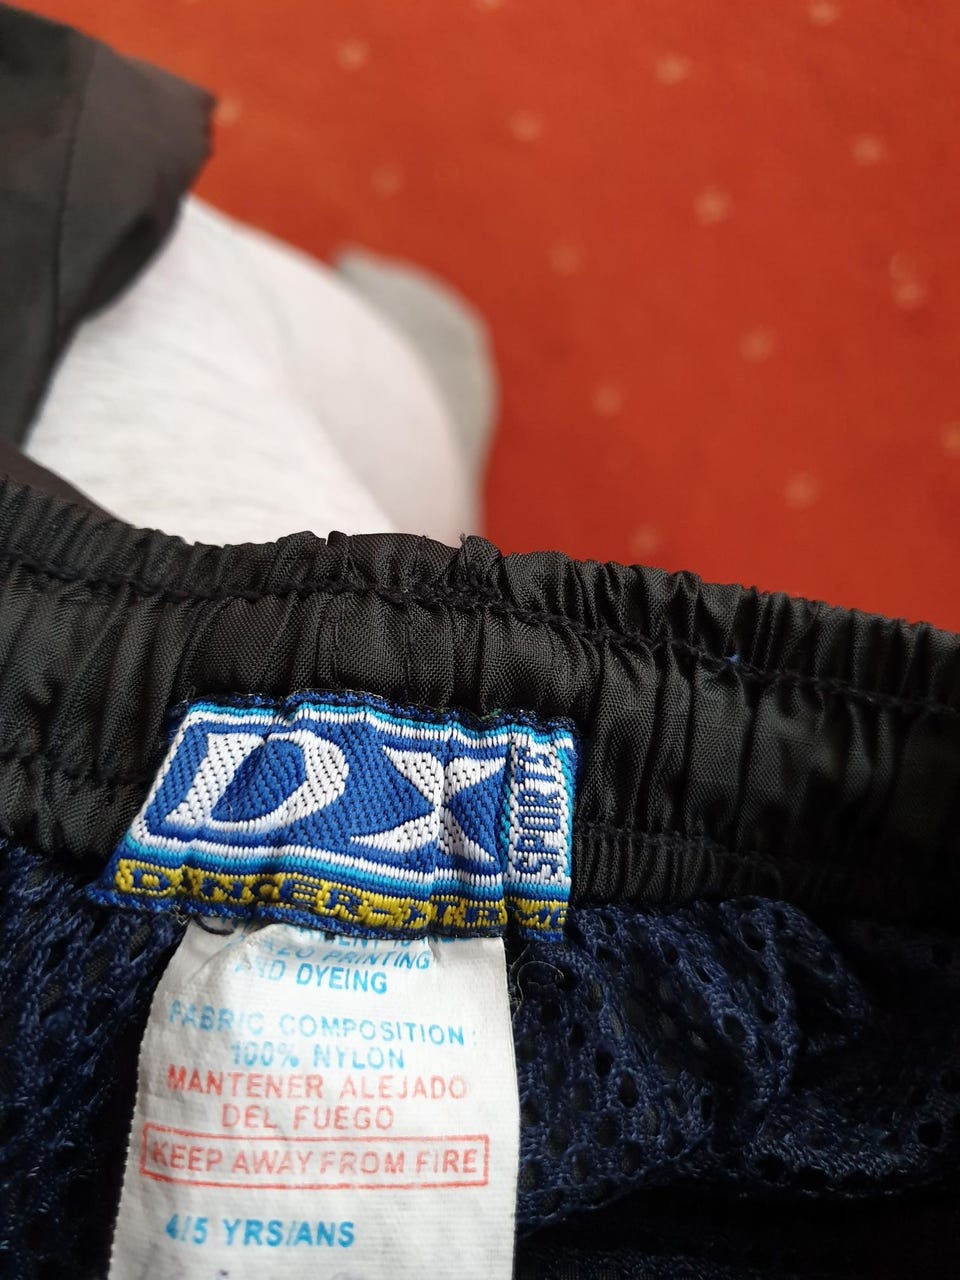 DX
SPORTS
AND DYEING
FABRIC COMPOSITION:
100% NYLON
MANTENER ALEJADO
DEL FUEGO
KEEP AWAY FROM FIRE
4/5 YRS/ANS